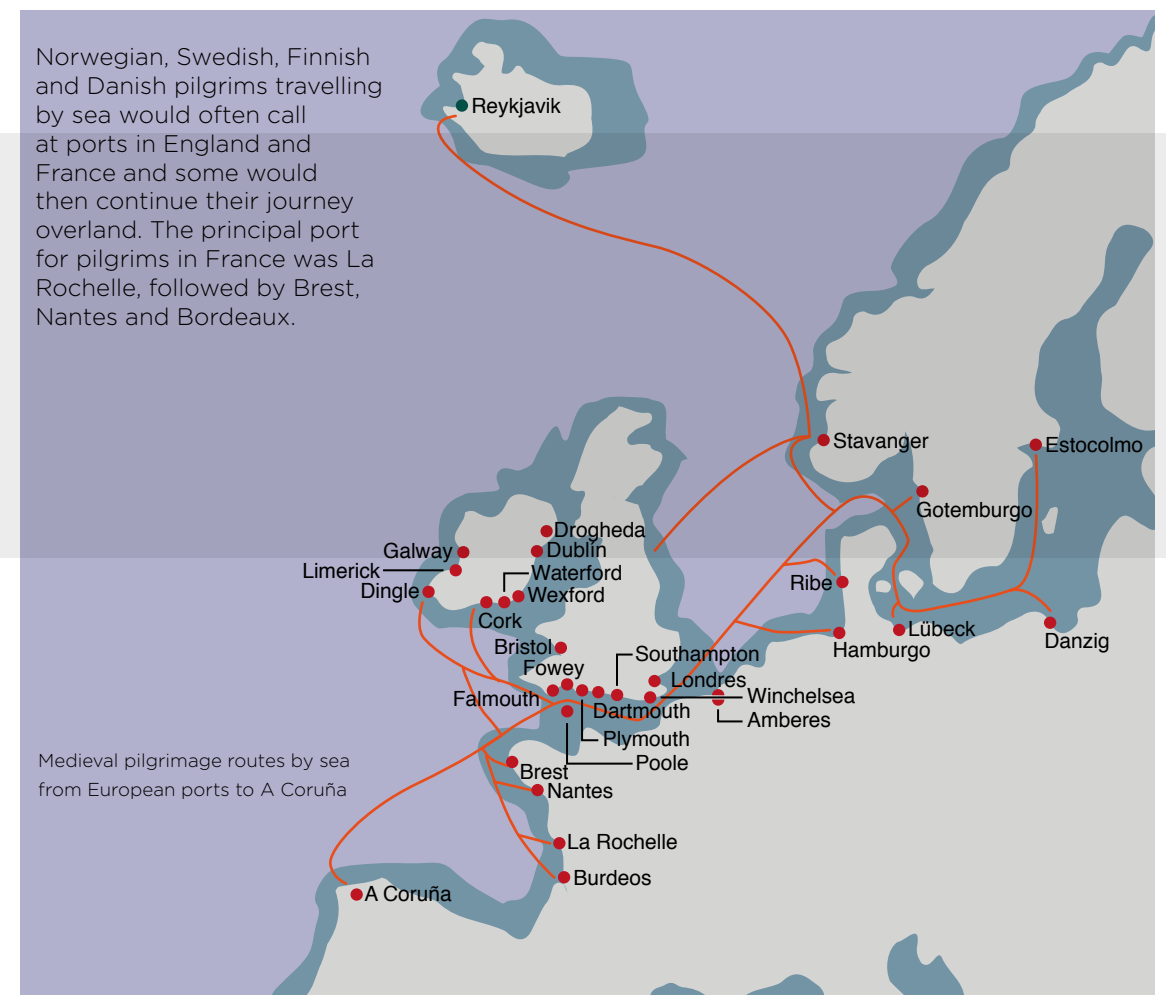 Norwegian, Swedish, Finnish
and Danish pilgrims travelling
by sea would often call
at ports in England and
France and some would
then continue their journey
overland. The principal port
for pilgrims in France was La
Rochelle, followed by Brest,
Nantes and Bordeaux.
Reykjavik
Stavanger
Estocolmo
Gotemburgo
Drogheda
Galway
Dublín
Limerick
Waterford
Dingle
Wexford
Ribe
Cork
Lübeck
Danzig
Hamburgo
Bristol
Southampton
Fowey
Londres
Falmouth
Winchelsea
Dartmouth
Amberes
Plymouth
Poole
Medieval pilgrimage routes by sea
from European ports to A Coruña
Brest
Nantes
La Rochelle
Burdeos
A Coruña